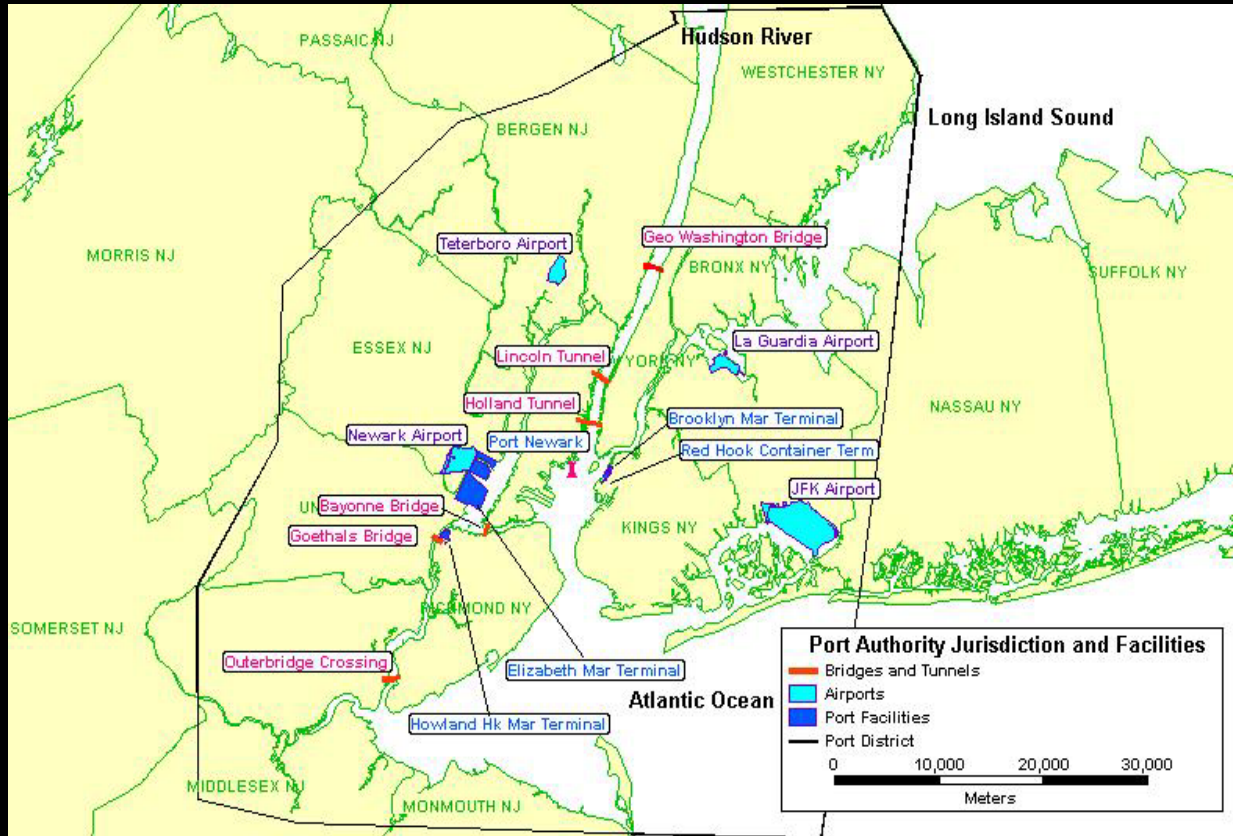 PASSAIC NJ
Hudson River
WESTCHESTER NY
Long Island Sound
BERGEN NJ
Teterboro Airport
Geo Washington Bridge
MORRIS NJ
BRONX NY
SUFFOLK NY
La Guardia Airport
ESSEX NJ
Lincoln Tunnel
YORK NY
Holland Tunnel
NASSAU NY
Brooklyn Mar Terminal
Newark Airport
Port Newark
Red Hook Container Term
JFK Airport
UN
Bayonne Bridge
KINGS NY
Goethals Bridge
RICHMOND NY
SOMERSET NJ
Outerbridge Crossing
Elizabeth Mar Terminal
Atlantic Ocean
Howland Hk Mar Terminal
MIDDLESEX NJ
MONMOUTH NJ
Port Authority Jurisdiction and Facilities
Bridges and Tunnels
Airports
Port Facilities
Port District
0 10,000 20,000 30,000
Meters